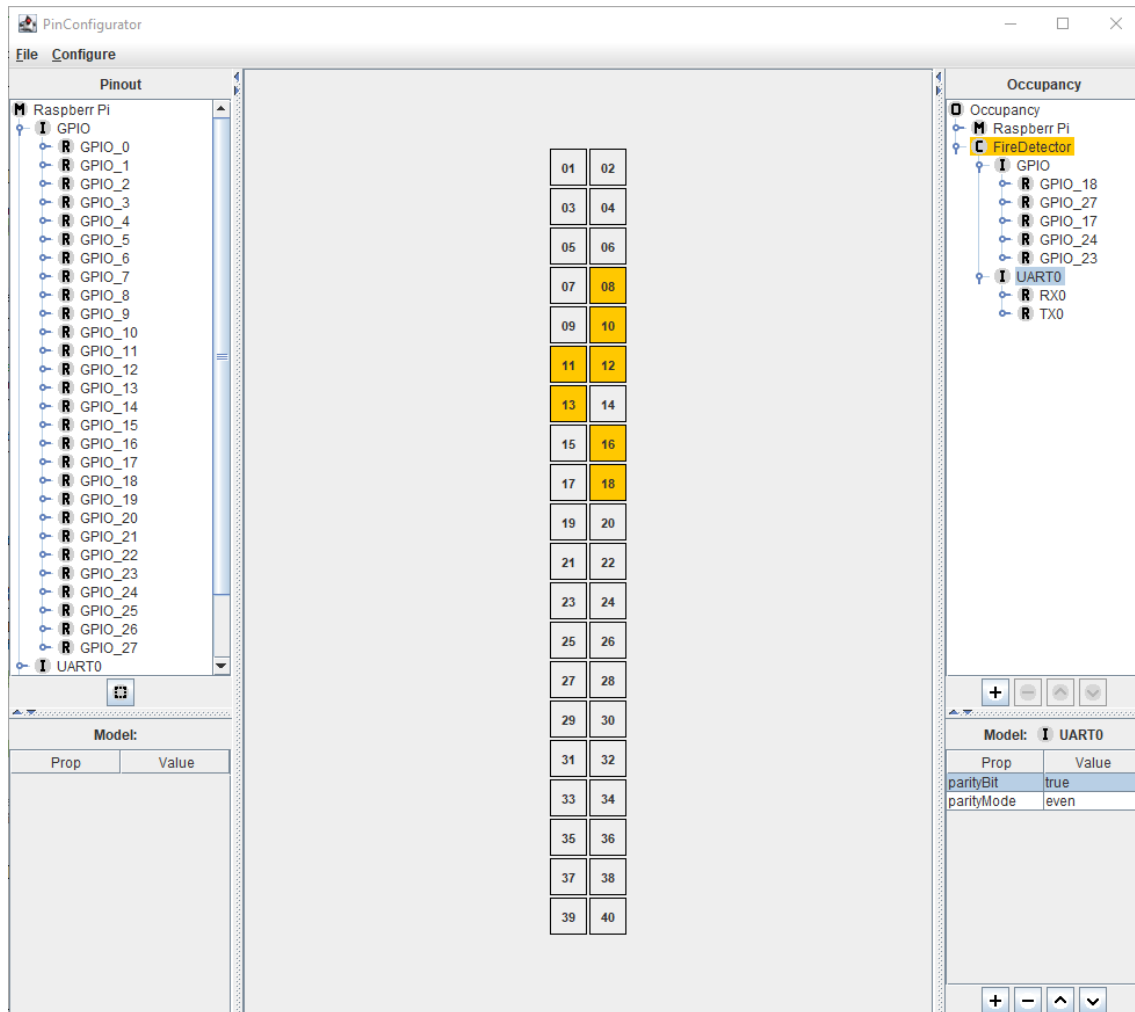 PinConfigurator
File Configure
Pinout
M Raspberr Pi
I GPIO
R GPIO_0
R GPIO_1
R GPIO_2
R GPIO_3
R GPIO_4
R GPIO_5
R GPIO_6
R GPIO_7
R GPIO_8
R GPIO_9
R GPIO_10
R GPIO_11
R GPIO_12
R GPIO_13
R GPIO_14
R GPIO_15
R GPIO_16
R GPIO_17
R GPIO_18
R GPIO_19
R GPIO_20
R GPIO_21
R GPIO_22
R GPIO_23
R GPIO_24
R GPIO_25
R GPIO_26
R GPIO_27
I UART0
Model:
Prop Value
01 02
03 04
05 06
07 08
09 10
11 12
13 14
15 16
17 18
19 20
21 22
23 24
25 26
27 28
29 30
31 32
33 34
35 36
37 38
39 40
Occupancy
O Occupancy
M Raspberr Pi
C FireDetector
I GPIO
R GPIO_18
R GPIO_27
R GPIO_17
R GPIO_24
R GPIO_23
I UART0
R RX0
R TX0
Model: I UART0
Prop Value
parityBit true
parityMode even